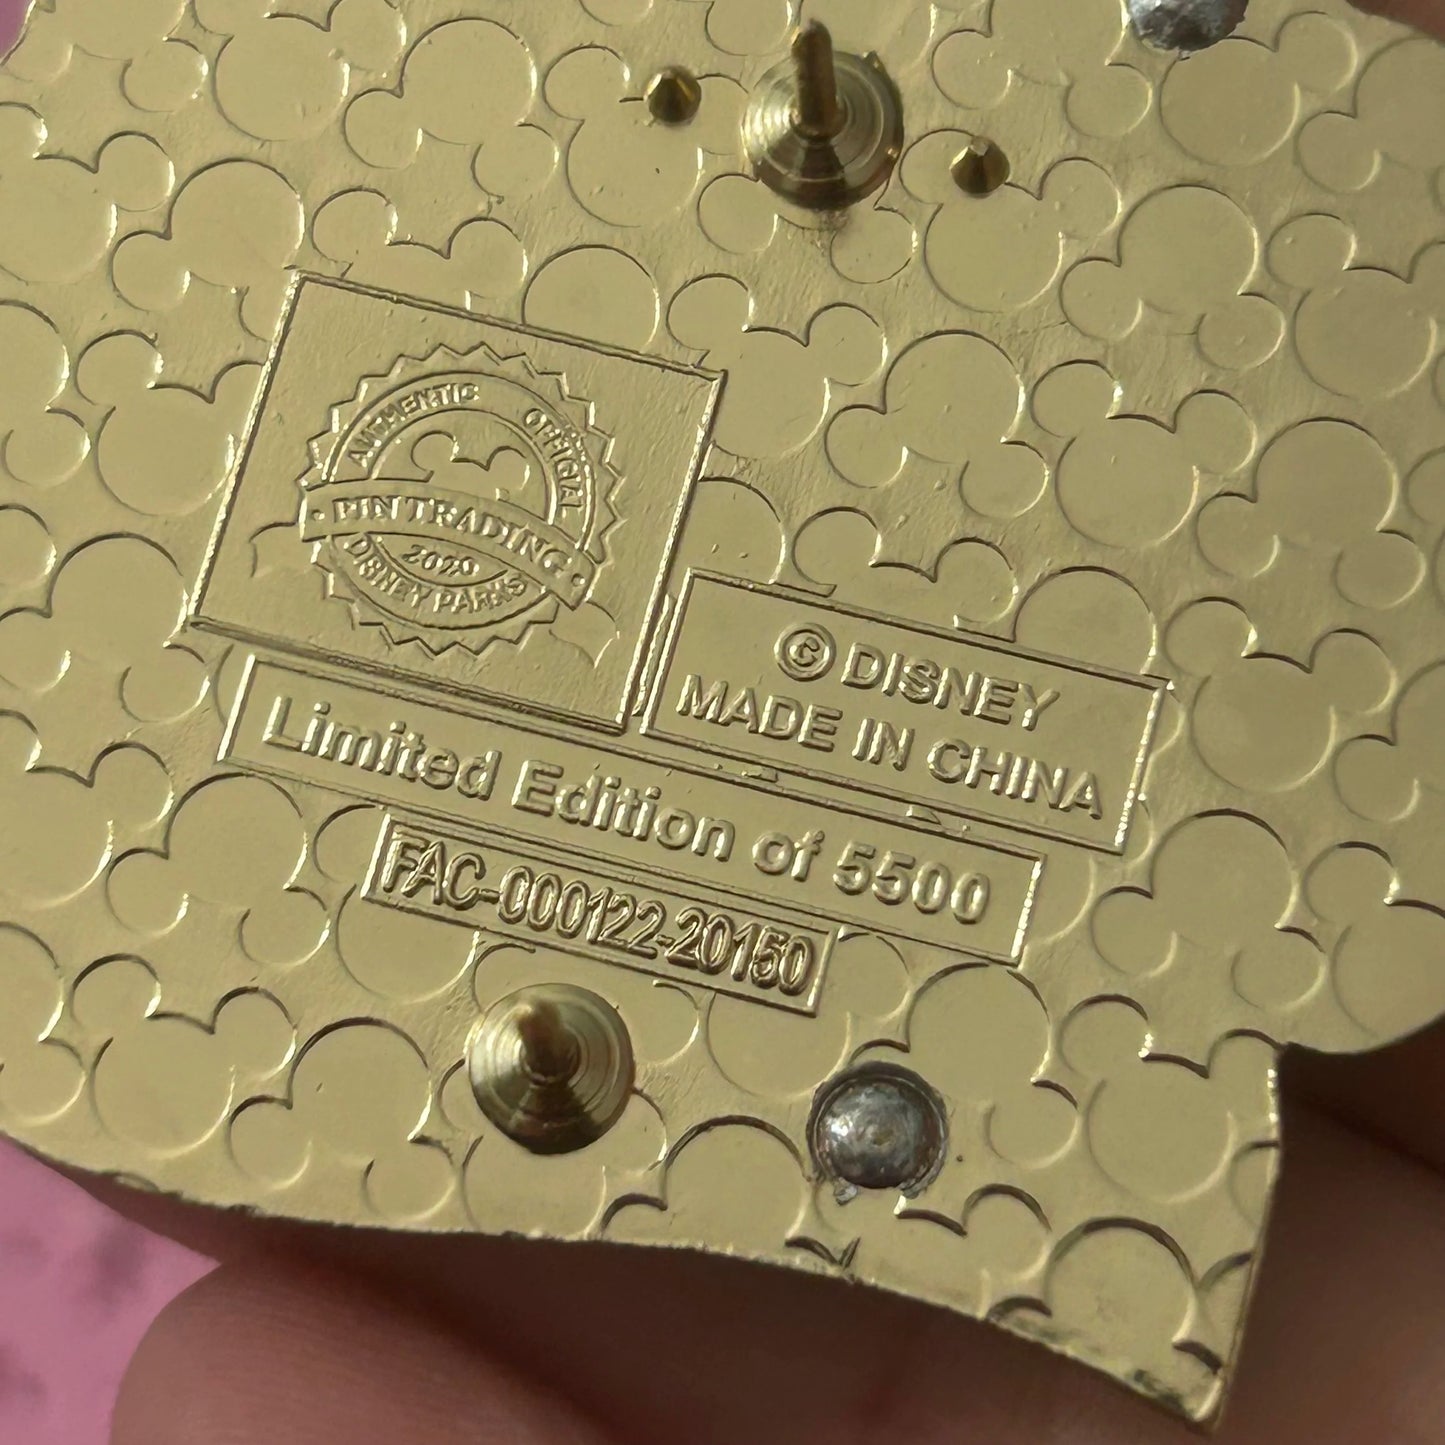 AUTHENTIC OFFICIAL
• PIN TRADING •
2020
DISNEY PARKS
© DISNEY
MADE IN CHINA
Limited Edition of 5500
FAC-000122-20150